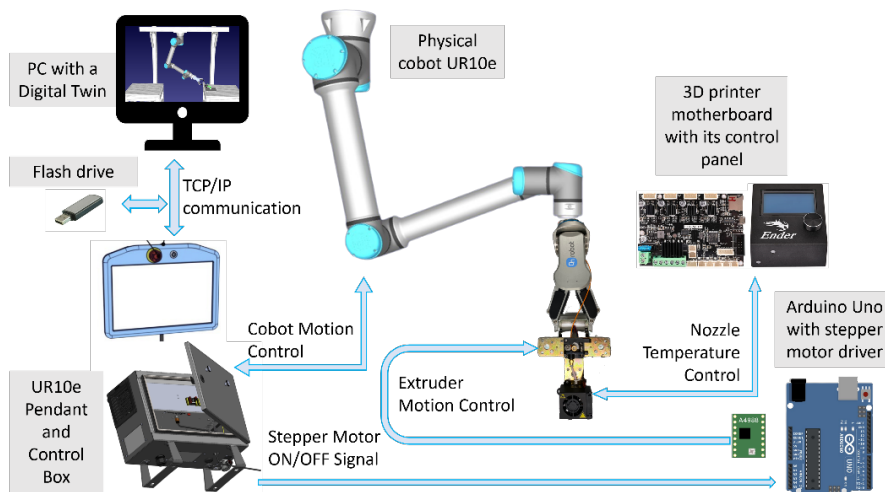 PC with a
Digital Twin
Physical
cobot UR10e
3D printer
motherboard
with its control
panel
Flash drive
TCP/IP
communication
robot
Ender
Arduino Uno
with stepper
motor driver
Cobot Motion
Control
Nozzle
Temperature
Control
UR10e
Pendant
and
Control
Box
Extruder
Motion Control
Stepper Motor
ON/OFF Signal
UNO